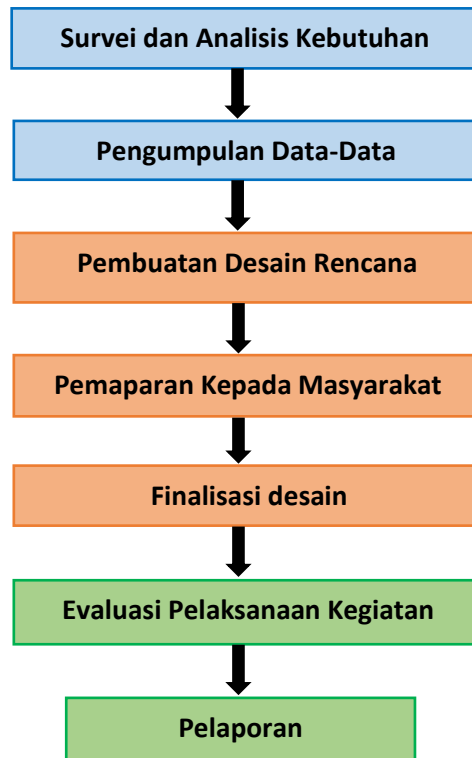 Survei dan Analisis Kebutuhan
Pengumpulan Data-Data
Pembuatan Desain Rencana
Pemaparan Kepada Masyarakat
Finalisasi desain
Evaluasi Pelaksanaan Kegiatan
Pelaporan